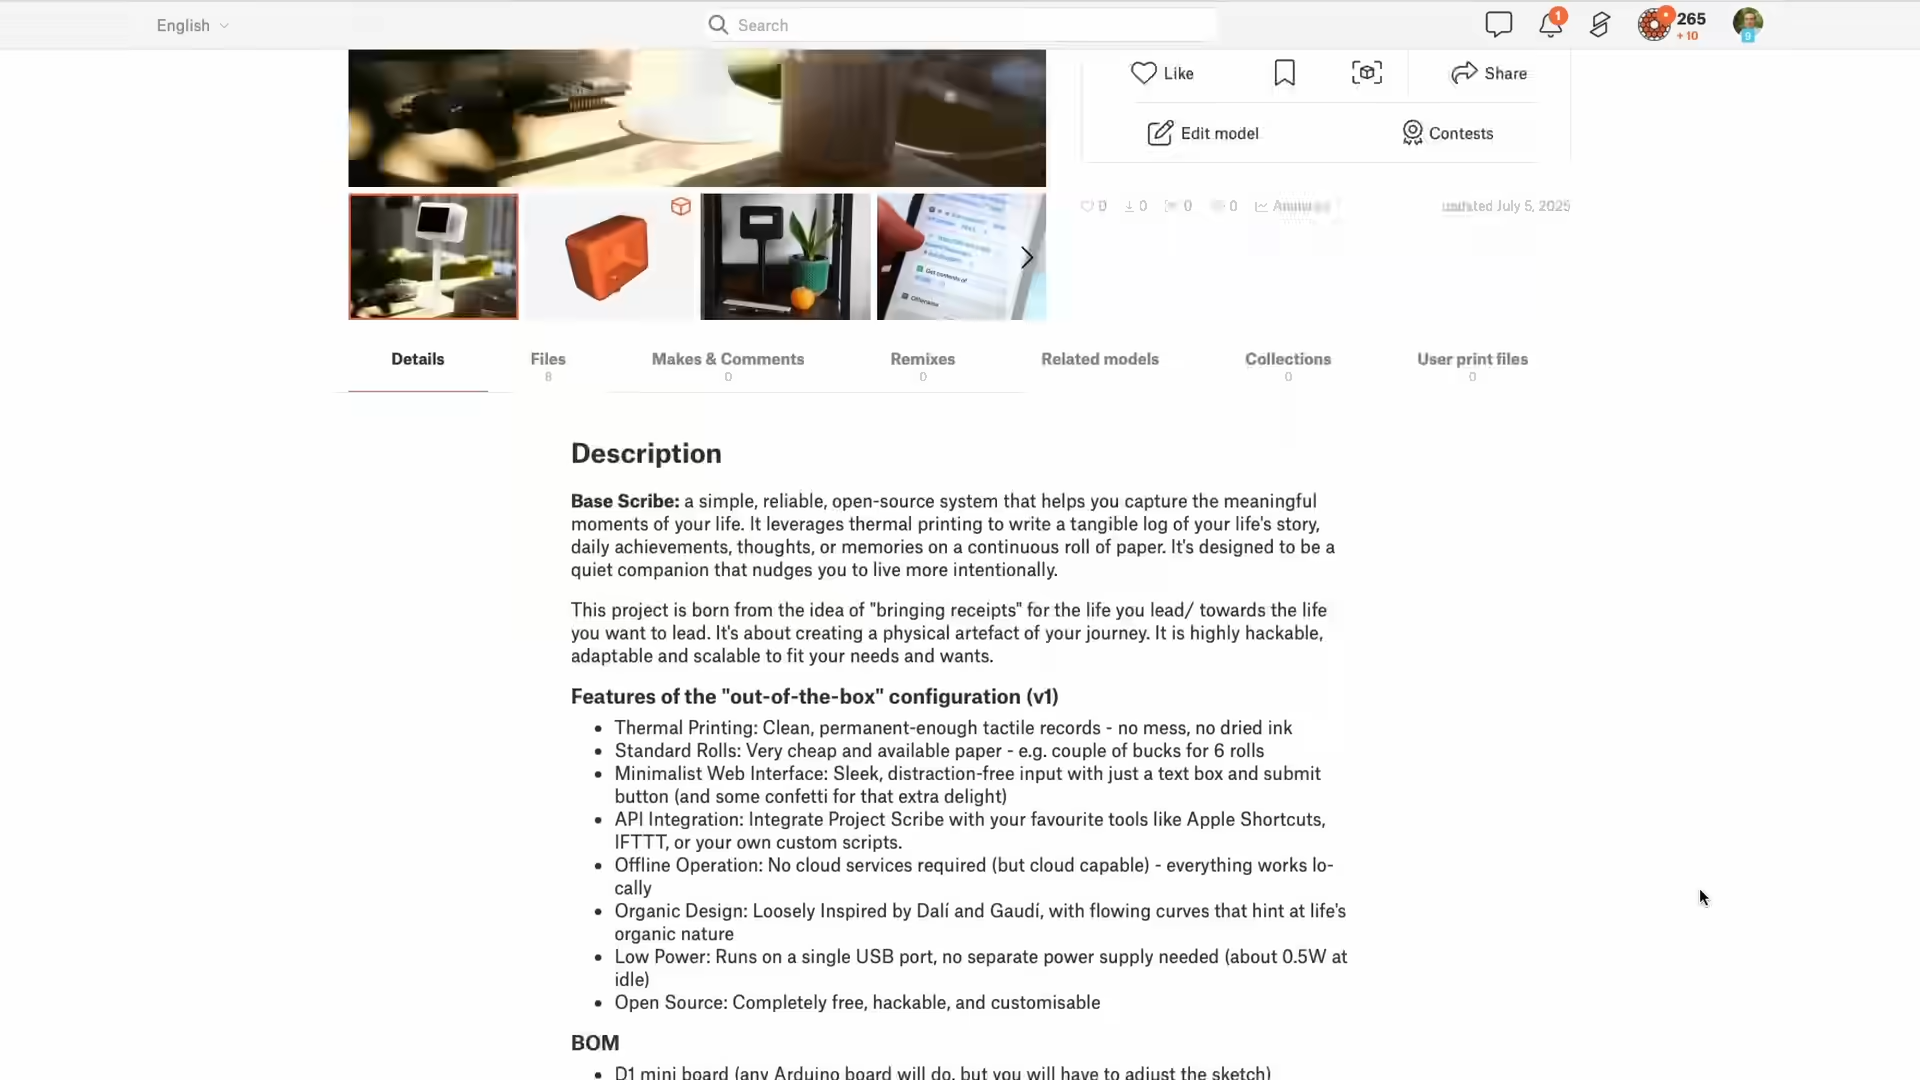 English
Search
1
265
+10
9
Like
Share
Edit model
Contests
0
0
0
0
July 5, 2025
Get contents of
Otherwise
Details
Files
Makes & Comments
Remixes
Related models
Collections
User print files
8
0
0
0
0
Description
Base Scribe: a simple, reliable, open-source system that helps you capture the meaningful
moments of your life. It leverages thermal printing to write a tangible log of your life's story,
daily achievements, thoughts, or memories on a continuous roll of paper. It's designed to be a
quiet companion that nudges you to live more intentionally.
This project is born from the idea of "bringing receipts" for the life you lead/ towards the life
you want to lead. It's about creating a physical artefact of your journey. It is highly hackable,
adaptable and scalable to fit your needs and wants.
Features of the "out-of-the-box" configuration (v1)
• Thermal Printing: Clean, permanent-enough tactile records - no mess, no dried ink
• Standard Rolls: Very cheap and available paper - e.g. couple of bucks for 6 rolls
• Minimalist Web Interface: Sleek, distraction-free input with just a text box and submit
button (and some confetti for that extra delight)
• API Integration: Integrate Project Scribe with your favourite tools like Apple Shortcuts,
IFTTT, or your own custom scripts.
• Offline Operation: No cloud services required (but cloud capable) - everything works lo-
cally
• Organic Design: Loosely Inspired by Dalí and Gaudí, with flowing curves that hint at life's
organic nature
• Low Power: Runs on a single USB port, no separate power supply needed (about 0.5W at
idle)
• Open Source: Completely free, hackable, and customisable
BOM
• D1 mini board (any Arduino board will do, but you will have to adjust the sketch)